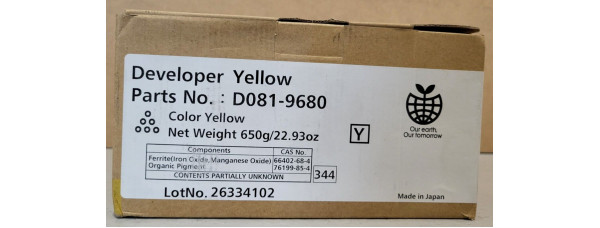 Developer Yellow
Parts No. : D081-9680
Color Yellow
Net Weight 650g/22.93oz
Y
Our earth,
Our tomorrow
Components CAS No.
Ferrite(Iron Oxide,Manganese Oxide) 66402-68-4
Organic Pigment 76199-85-4
CONTENTS PARTIALLY UNKNOWN
344
LotNo. 26334102
Made in Japan